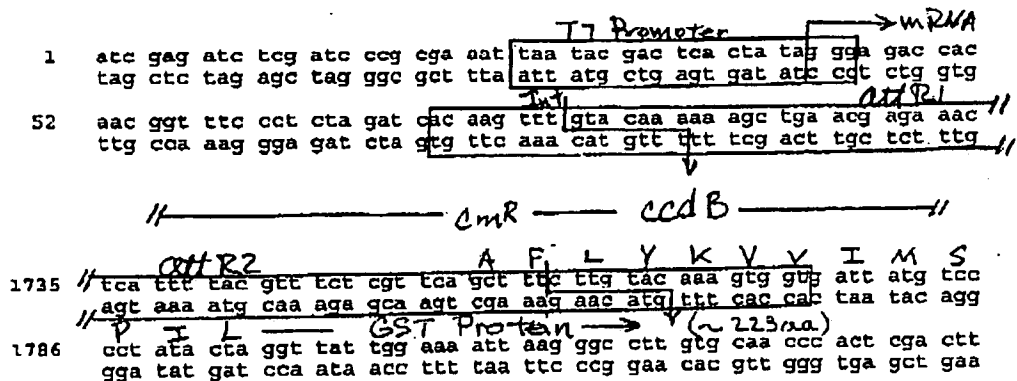 T7 Promoter → mRNA
1 atc gag atc tcg atc ccg cga aat taa tac gac tca cta tag gga gac cac
tag ctc tag agc tag ggc gct tta att atg ctg agt gat atc cct ctg gtg
Int attR1
52 aac ggt ttc cct cta gat cac aag ttt gta caa aaa agc tga acg aga aac
ttg cca aag gga gat cta gtg ttc aaa cat gtt ttt tcg act tgc tct ttg
cmR ccdB
attR2 A F L Y K V V I M S
1735 tca ttt tac gtt tct cgt tca gct ttc ttg tac aaa gtg gtg att atg tcc
agt aaa atg caa aga gca agt cga aag aac atg ttt cac cac taa tac agg
P I L GST Protein → (~223aa)
1786 cct ata cta ggt tat tgg aaa att aag ggc ctt gtg caa ccc act cga ctt
gga tat gat cca ata acc ttt taa ttc ccg gaa cac gtt ggg tga gct gaa